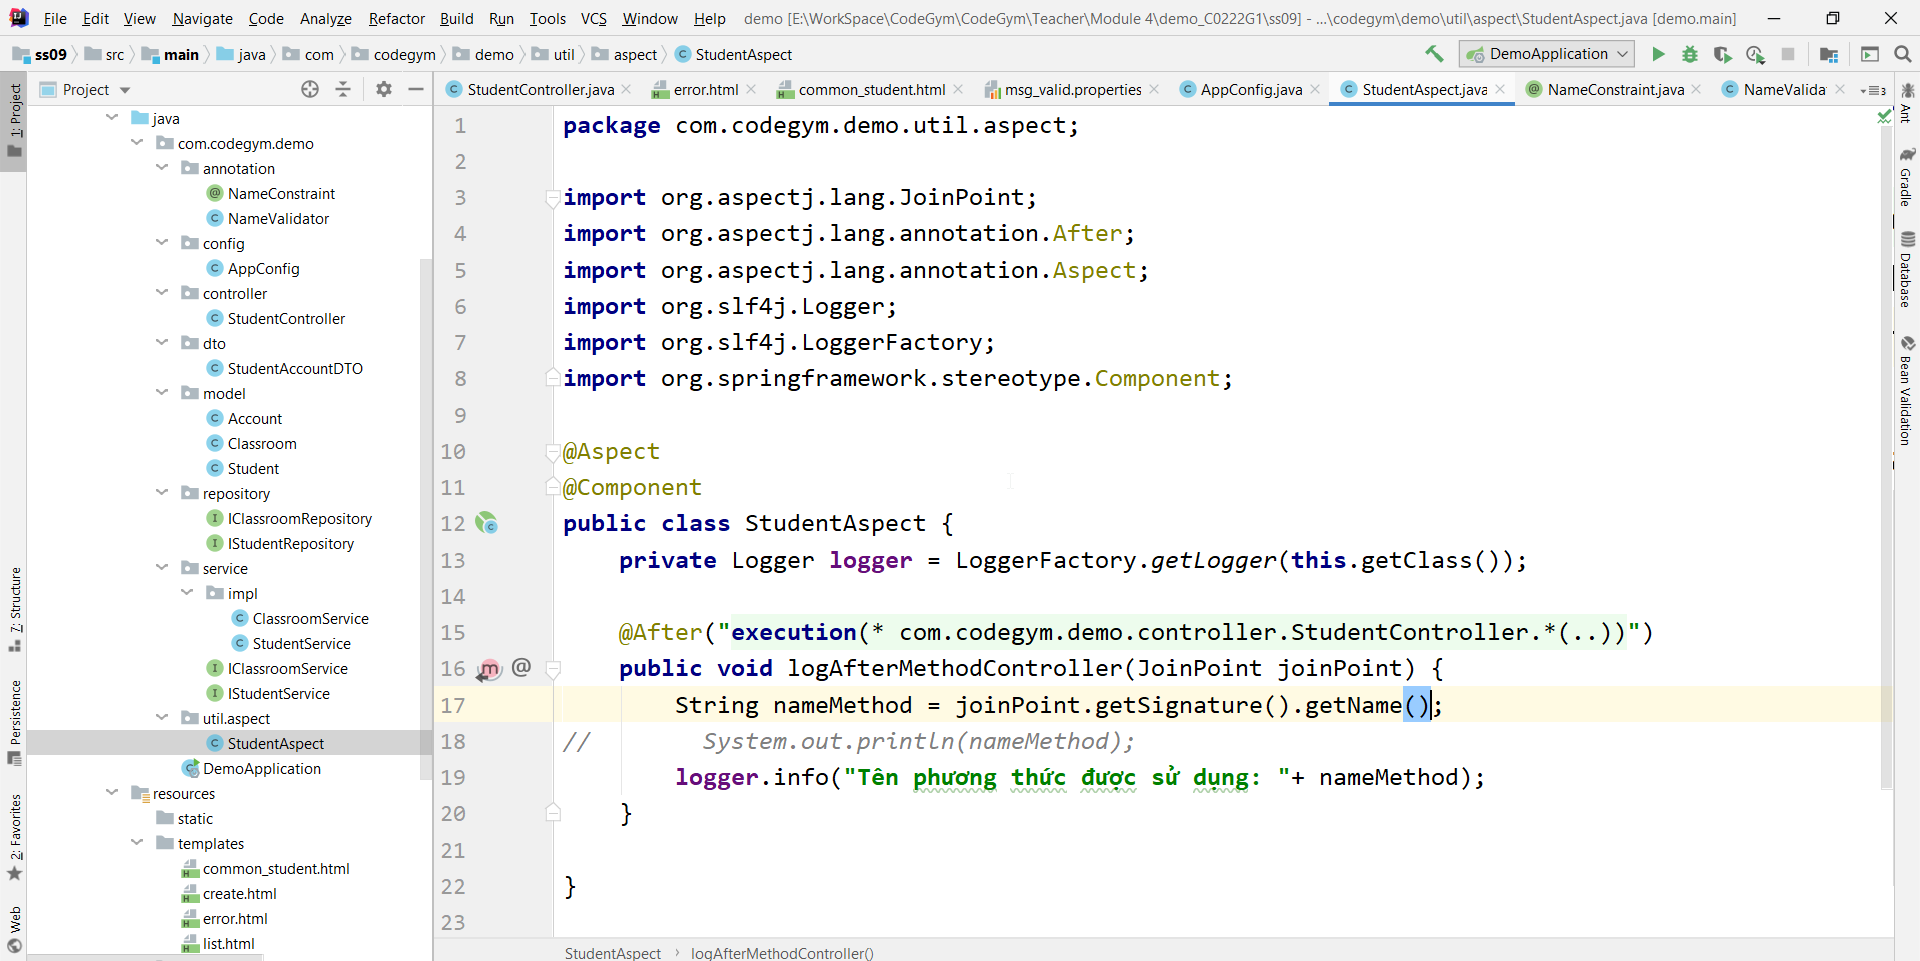 File Edit View Navigate Code Analyze Refactor Build Run Tools VCS Window Help demo [E:\WorkSpace\CodeGym\CodeGym\Teacher\Module 4\demo_C0222G1\ss09] - ...\codegym\demo\util\aspect\StudentAspect.java [demo.main]
ss09 src main java com codegym demo util aspect StudentAspect DemoApplication
Project
StudentController.java error.html common_student.html msg_valid.properties AppConfig.java StudentAspect.java NameConstraint.java NameValida 3
1: Project
7: Structure
Persistence
2: Favorites
Web
java
com.codegym.demo
annotation
NameConstraint
NameValidator
config
AppConfig
controller
StudentController
dto
StudentAccountDTO
model
Account
Classroom
Student
repository
IClassroomRepository
IStudentRepository
service
impl
ClassroomService
StudentService
IClassroomService
IStudentService
util.aspect
StudentAspect
DemoApplication
resources
static
templates
common_student.html
create.html
error.html
list.html
1 package com.codegym.demo.util.aspect;
2
3 import org.aspectj.lang.JoinPoint;
4 import org.aspectj.lang.annotation.After;
5 import org.aspectj.lang.annotation.Aspect;
6 import org.slf4j.Logger;
7 import org.slf4j.LoggerFactory;
8 import org.springframework.stereotype.Component;
9
10 @Aspect
11 @Component
12 public class StudentAspect {
13 private Logger logger = LoggerFactory.getLogger(this.getClass());
14
15 @After("execution(* com.codegym.demo.controller.StudentController.*(..))")
16 public void logAfterMethodController(JoinPoint joinPoint) {
17 String nameMethod = joinPoint.getSignature().getName();
18 // System.out.println(nameMethod);
19 logger.info("Tên phương thức được sử dụng: "+ nameMethod);
20 }
21
22 }
23
StudentAspect › logAfterMethodController()
Ant
Gradle
Database
Bean Validation